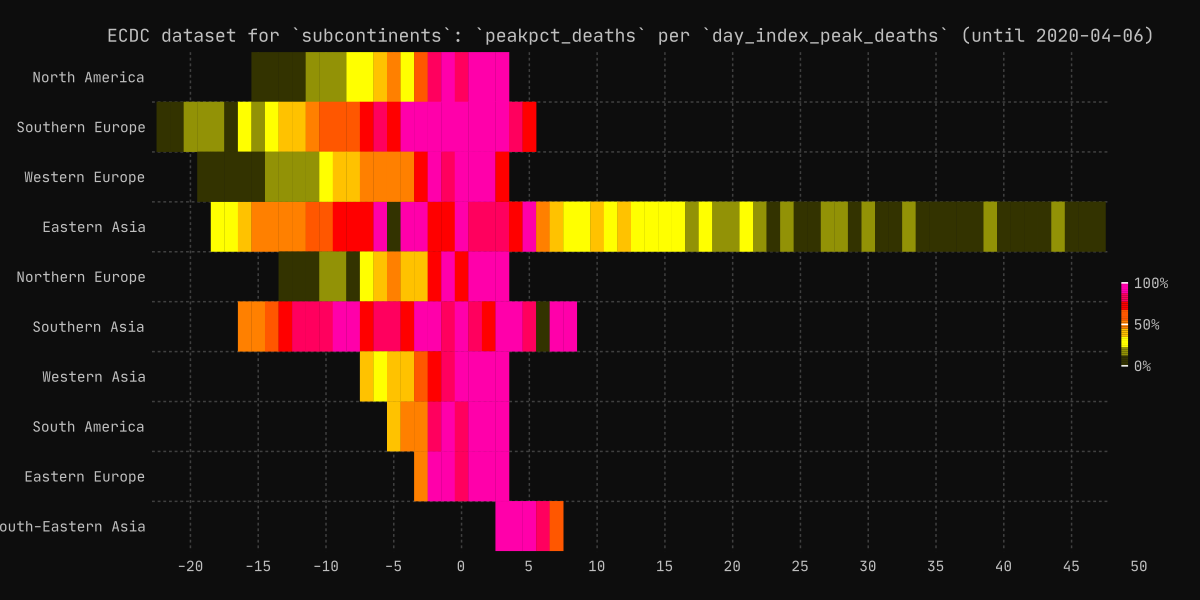 ECDC dataset for `subcontinents`: `peakpct_deaths` per `day_index_peak_deaths` (until 2020-04-06)
North America
Southern Europe
Western Europe
Eastern Asia
Northern Europe
Southern Asia
Western Asia
South America
Eastern Europe
outh-Eastern Asia
100%
50%
0%
-20 -15 -10 -5 0 5 10 15 20 25 30 35 40 45 50